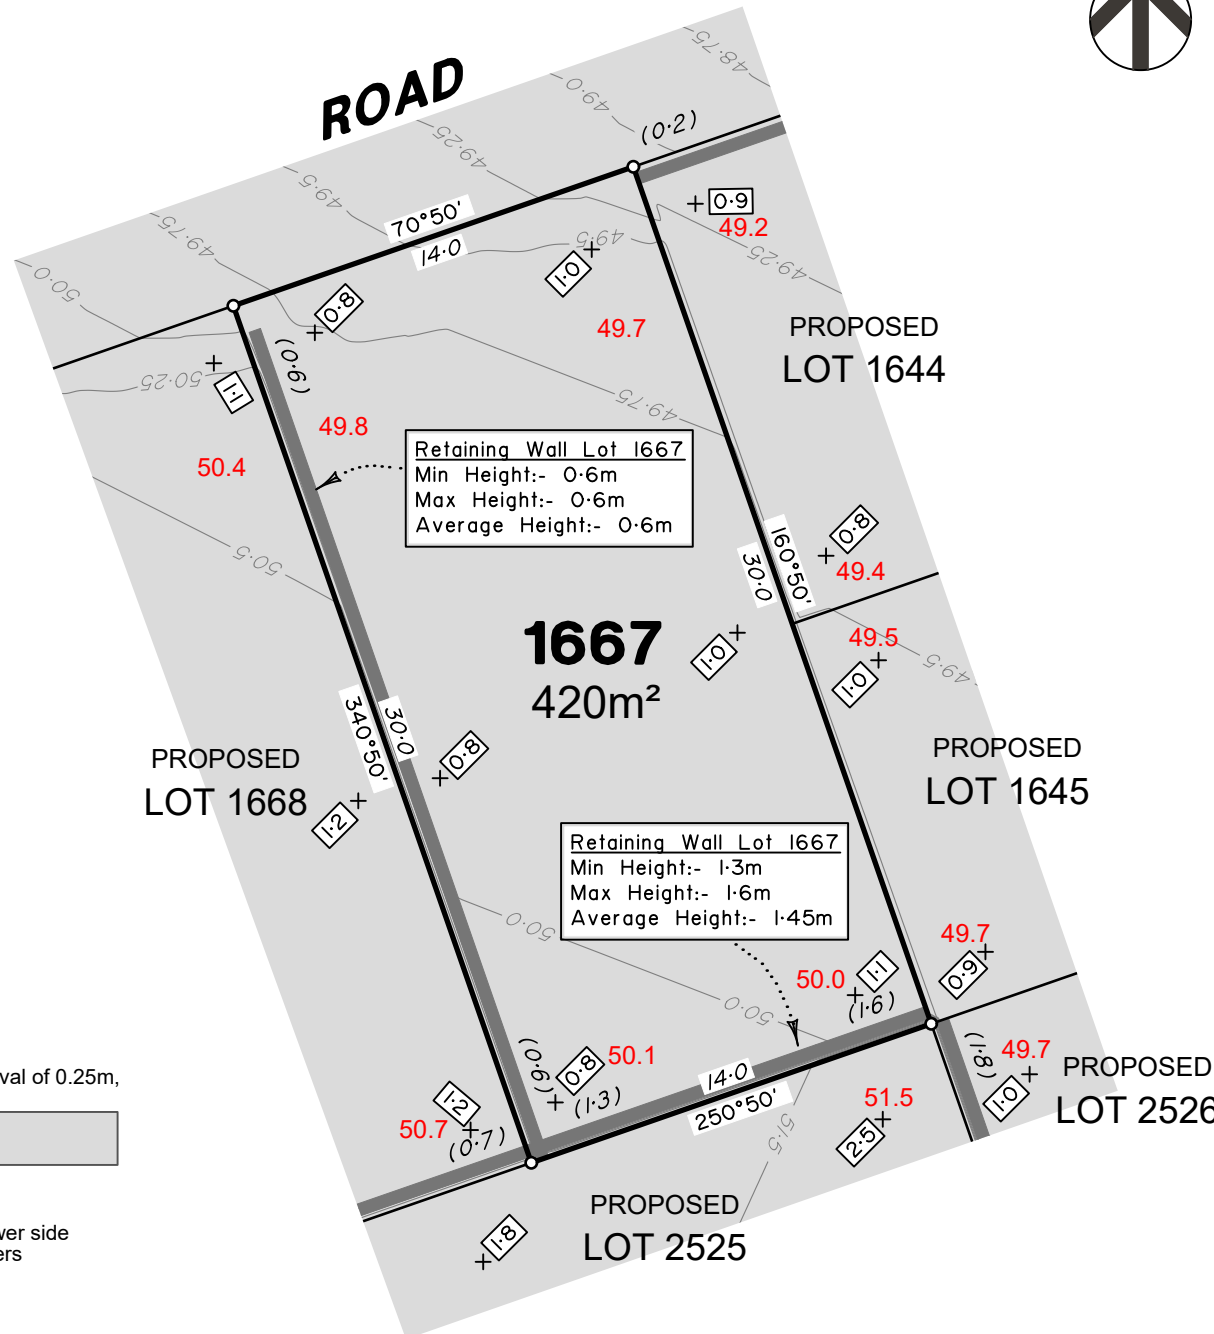 ROAD
48·75
49·0
49·25
49·5
49·75
50·0
(0·2)
0·9
49.2
49·25
70°50'
14·0
49·5
1·0
0·8
(0·6)
49.7
PROPOSED
LOT 1644
50·25
1·1
49·75
49.8
50.4
Retaining Wall Lot 1667
Min Height:- 0·6m
Max Height:- 0·6m
Average Height:- 0·6m
50·5
0·8
49.4
160°50'
30·0
1667
420m²
1·0
49.5
1·0
49·5
340°50'
30·0
0·8
PROPOSED
LOT 1668
1·2
PROPOSED
LOT 1645
Retaining Wall Lot 1667
Min Height:- 1·3m
Max Height:- 1·6m
Average Height:- 1·45m
50·0
50·0
50.0
1·1
(1·6)
49.7
0·9
(0·6)
0·8
50.1
(1·3)
14·0
250°50'
(1·8)
49.7
1·0
PROPOSED
LOT 2526
val of 0.25m,
1·2
50.7
(0·7)
51.5
2·5
51·5
1·8
PROPOSED
LOT 2525
ver side
ers